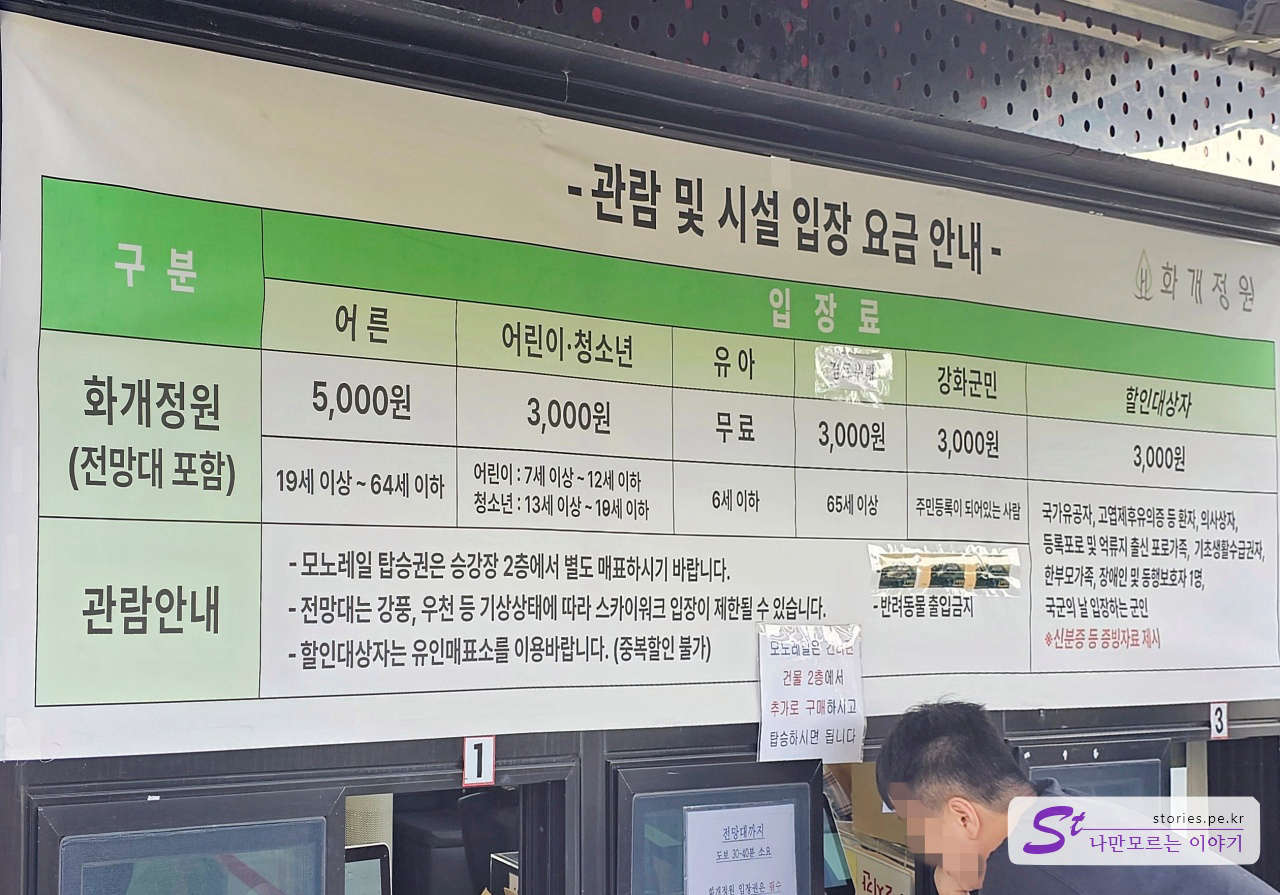 - 관람 및 시설 입장 요금 안내 -
화개정원
구 분
입 장 료
어 른
어린이·청소년
유 아
강화군민
할인대상자
화개정원
(전망대 포함)
5,000원
3,000원
무료
3,000원
3,000원
3,000원
19세 이상 ~ 64세 이하
어린이 : 7세 이상 ~ 12세 이하
청소년 : 13세 이상 ~ 18세 이하
6세 이하
65세 이상
주민등록이 되어있는 사람
국가유공자, 고엽제후유의증 등 환자, 의사상자,
등록포로 및 억류지 출신 포로가족, 기초생활수급권자,
한부모가족, 장애인 및 동행보호자 1명,
국군의 날 입장하는 군인
※신분증 등 증빙자료 제시
관람안내
- 모노레일 탑승권은 승강장 2층에서 별도 매표하시기 바랍니다.
- 전망대는 강풍, 우천 등 기상상태에 따라 스카이워크 입장이 제한될 수 있습니다.
- 반려동물 출입금지
- 할인대상자는 유인매표소를 이용바랍니다. (중복할인 불가)
모노레일은
건물 2층에서
추가로 구매하시고
탑승하시면 됩니다
1
3
전망대까지
도보 30-40분 소요
화개정원 입장권은
2시간
St
stories.pe.kr
나만모르는 이야기